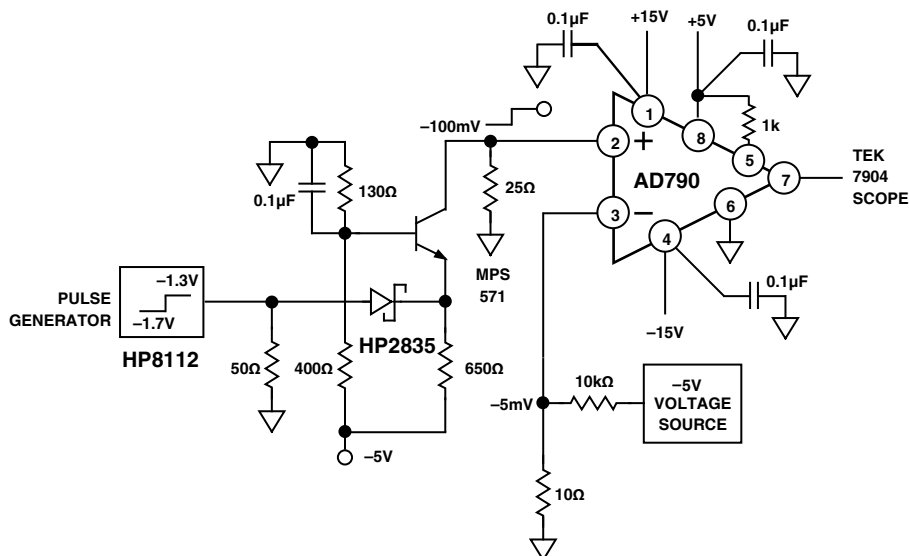 +15V
+5V
0.1µF
0.1µF
–100mV
1
8
1k
2
+
5
AD790
7
TEK
7904
SCOPE
0.1µF
130Ω
25Ω
6
3
–
4
MPS
571
0.1µF
–15V
PULSE
GENERATOR
–1.3V
–1.7V
HP8112
HP2835
50Ω
400Ω
650Ω
–5V
–5mV
10kΩ
–5V
VOLTAGE
SOURCE
10Ω